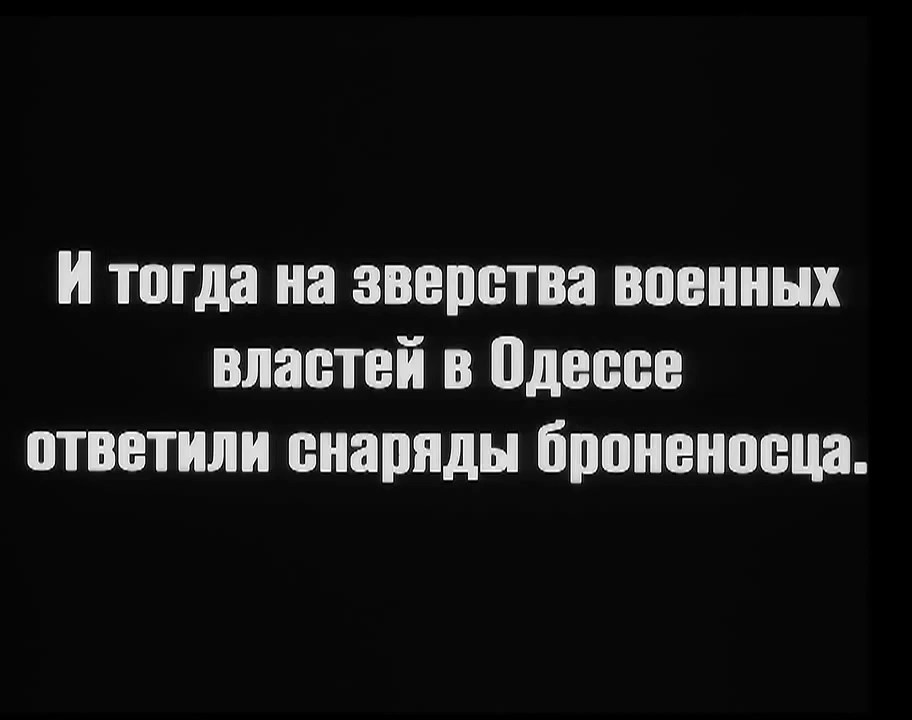 И тогда на зверства военных
властей в Одессе
ответили снаряды броненосца.